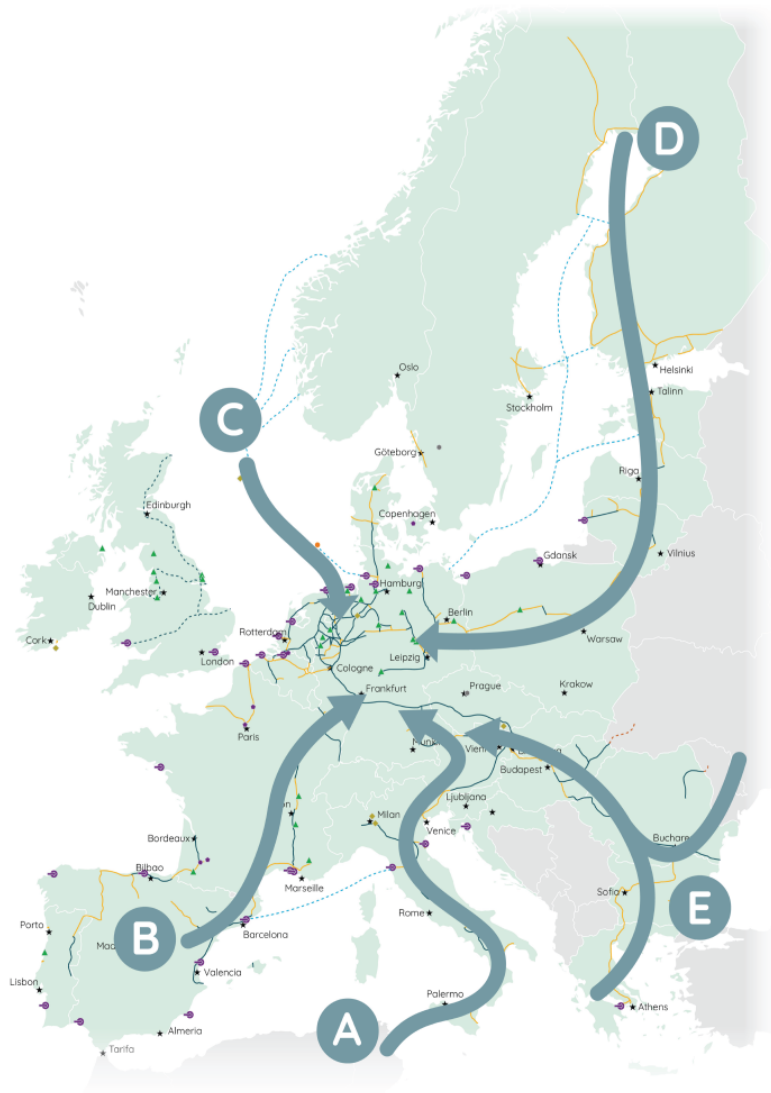 D
Oslo
Helsinki
Talinn
Stockholm
C
Göteborg
Riga
Edinburgh
Copenhagen
Gdansk
Vilnius
Manchester
Dublin
Hamburg
Berlin
Rotterdam
Warsaw
Cork
London
Leipzig
Cologne
Frankfurt
Prague
Krakow
Paris
Budapest
Ljubljana
Milan
Venice
Bordeaux
Bilbao
Marseille
Sofia
E
Porto
B
Rome
Barcelona
Valencia
Lisbon
Palermo
Athens
A
Almeria
Tarifa